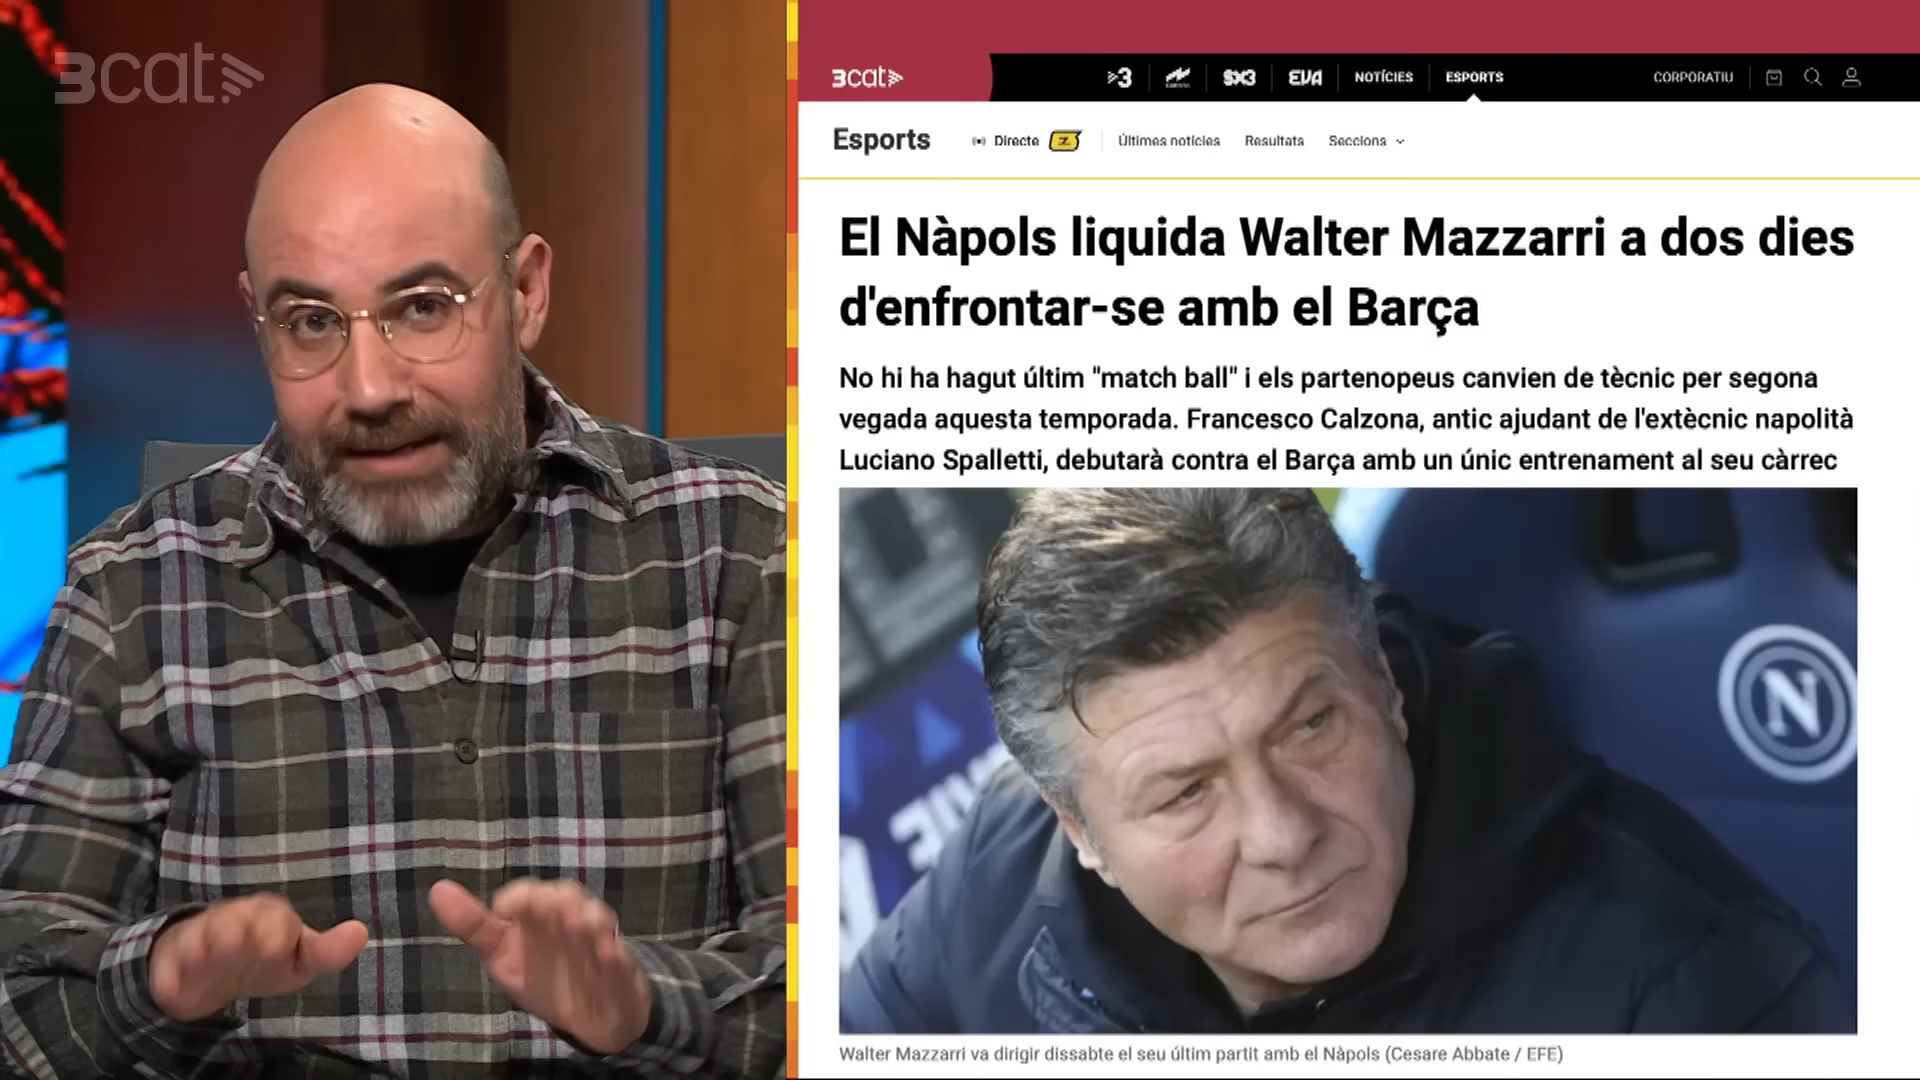 3cat
3cat
3
SX3
EVA
NOTÍCIES
ESPORTS
CORPORATIU
Esports
Directe
Z
Últimes notícies
Resultats
Seccions
El Nàpols liquida Walter Mazzarri a dos dies
d'enfrontar-se amb el Barça
No hi ha hagut últim "match ball" i els partenopeus canvien de tècnic per segona
vegada aquesta temporada. Francesco Calzona, antic ajudant de l'extècnic napolità
Luciano Spalletti, debutarà contra el Barça amb un únic entrenament al seu càrrec
N
Walter Mazzarri va dirigir dissabte el seu últim partit amb el Nàpols (Cesare Abbate / EFE)